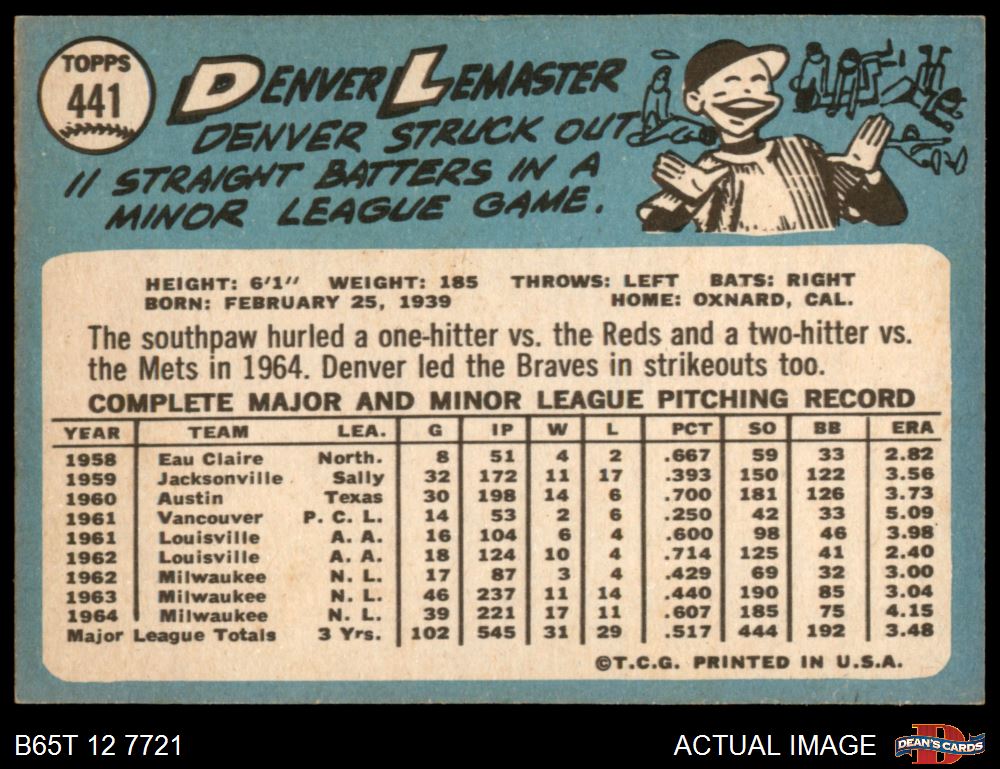 TOPPS
441
DENVER LEMASTER
DENVER STRUCK OUT
11 STRAIGHT BATTERS IN A
MINOR LEAGUE GAME.
HEIGHT: 6'1" WEIGHT: 185 THROWS: LEFT BATS: RIGHT
BORN: FEBRUARY 25, 1939 HOME: OXNARD, CAL.
The southpaw hurled a one-hitter vs. the Reds and a two-hitter vs.
the Mets in 1964. Denver led the Braves in strikeouts too.
COMPLETE MAJOR AND MINOR LEAGUE PITCHING RECORD
YEAR TEAM LEA. G IP W L PCT SO BB ERA
1958 Eau Claire North. 8 51 4 2 .667 59 33 2.82
1959 Jacksonville Sally 32 172 11 17 .393 150 122 3.56
1960 Austin Texas 30 198 14 6 .700 181 126 3.73
1961 Vancouver P. C. L. 14 53 2 6 .250 42 33 5.09
1961 Louisville A. A. 16 104 6 4 .600 98 46 3.98
1962 Louisville A. A. 18 124 10 4 .714 125 41 2.40
1962 Milwaukee N. L. 17 87 3 4 .429 69 32 3.00
1963 Milwaukee N. L. 46 237 11 14 .440 190 85 3.04
1964 Milwaukee N. L. 39 221 17 11 .607 185 75 4.15
Major League Totals 3 Yrs. 102 545 31 29 .517 444 192 3.48
©T.C.G. PRINTED IN U.S.A.
B65T 12 7721 ACTUAL IMAGE
DEAN'S CARDS